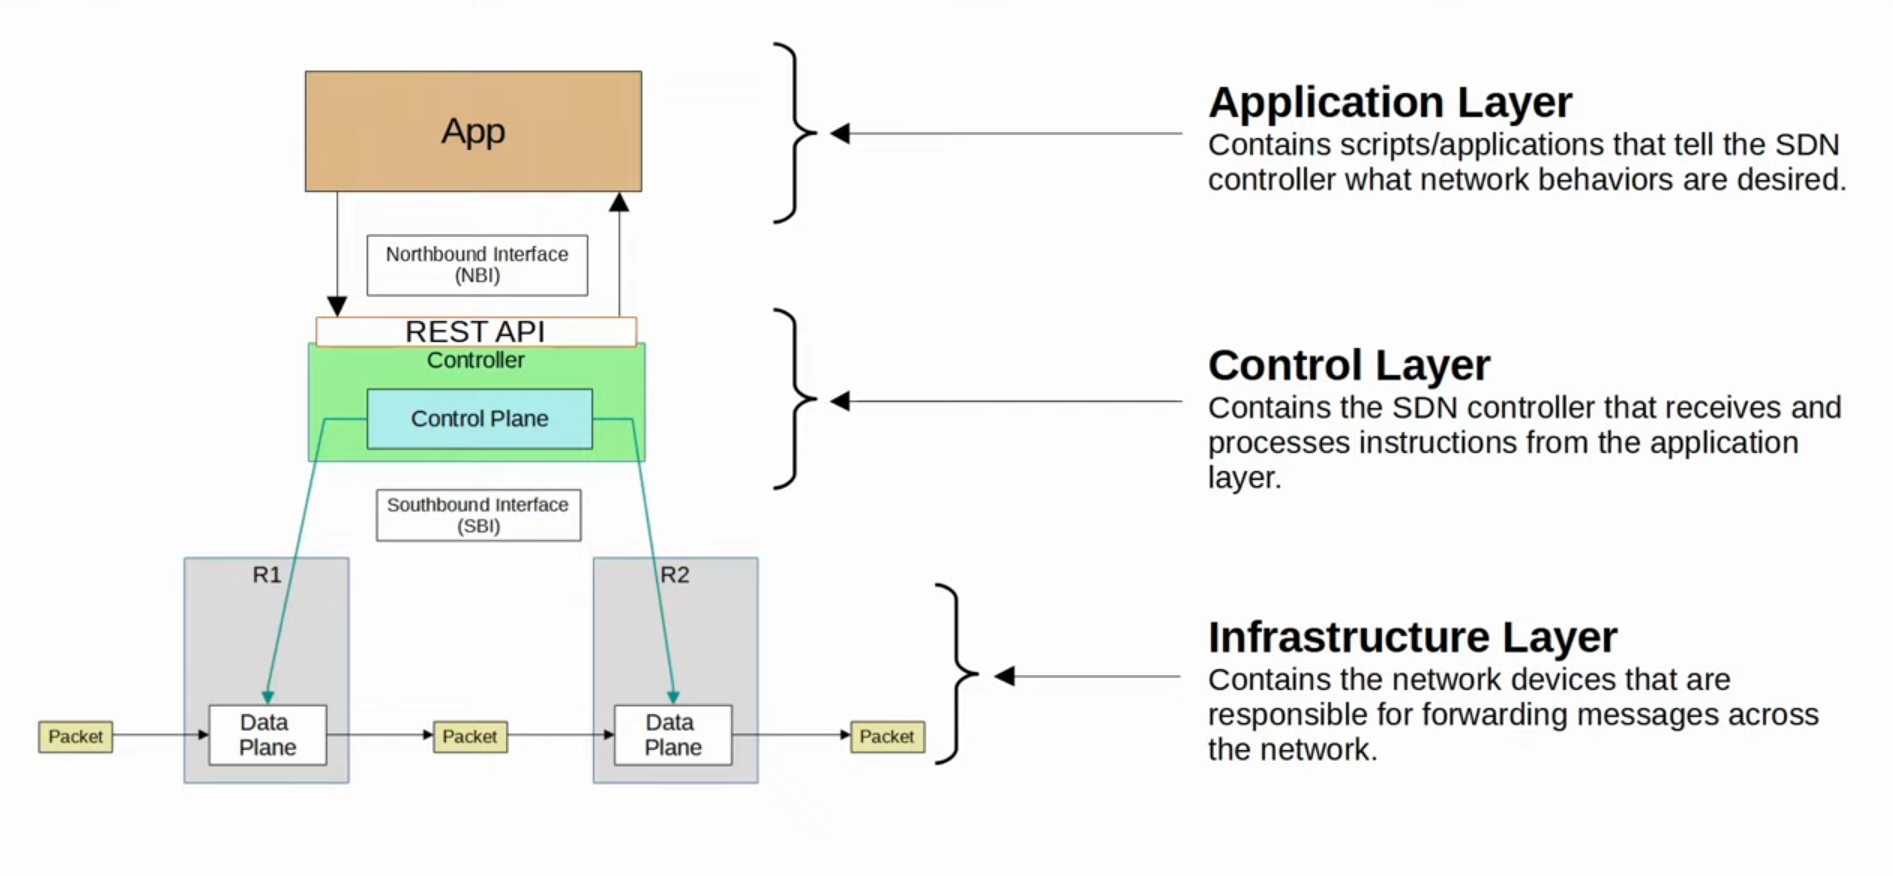 App
Northbound Interface
(NBI)
REST API
Controller
Control Plane
Southbound Interface
(SBI)
R1
R2
Packet
Data
Plane
Packet
Data
Plane
Packet
Application Layer
Contains scripts/applications that tell the SDN
controller what network behaviors are desired.
Control Layer
Contains the SDN controller that receives and
processes instructions from the application
layer.
Infrastructure Layer
Contains the network devices that are
responsible for forwarding messages across
the network.